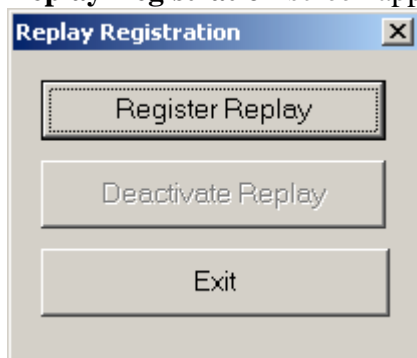 Replay Registration
Register Replay
Deactivate Replay
Exit